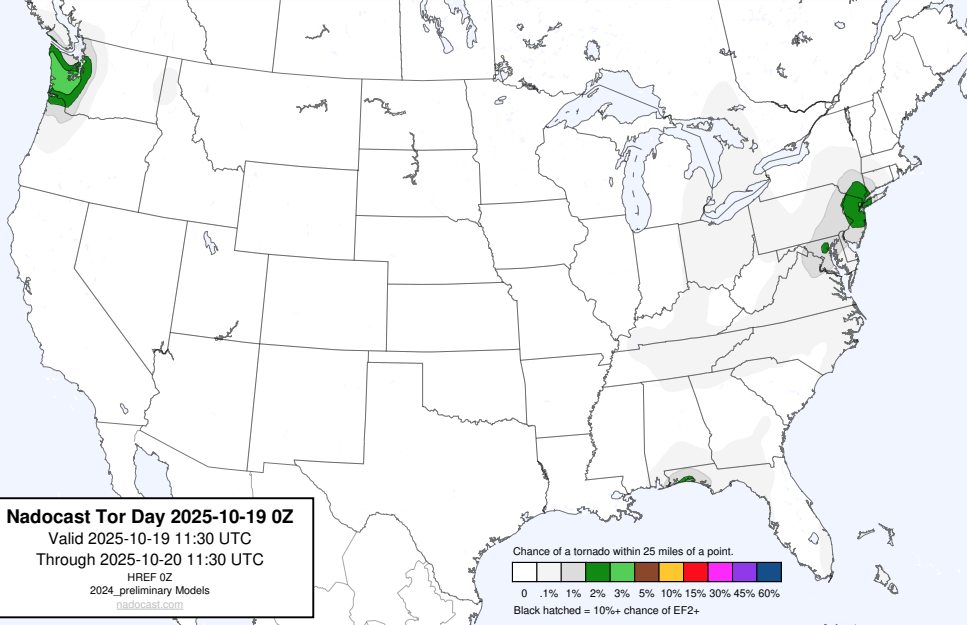 Nadocast Tor Day 2025-10-19 0Z
Valid 2025-10-19 11:30 UTC
Through 2025-10-20 11:30 UTC
HREF 0Z
2024_preliminary Models
nadocast.com
Chance of a tornado within 25 miles of a point.
0 .1% 1% 2% 3% 5% 10% 15% 30% 45% 60%
Black hatched = 10%+ chance of EF2+